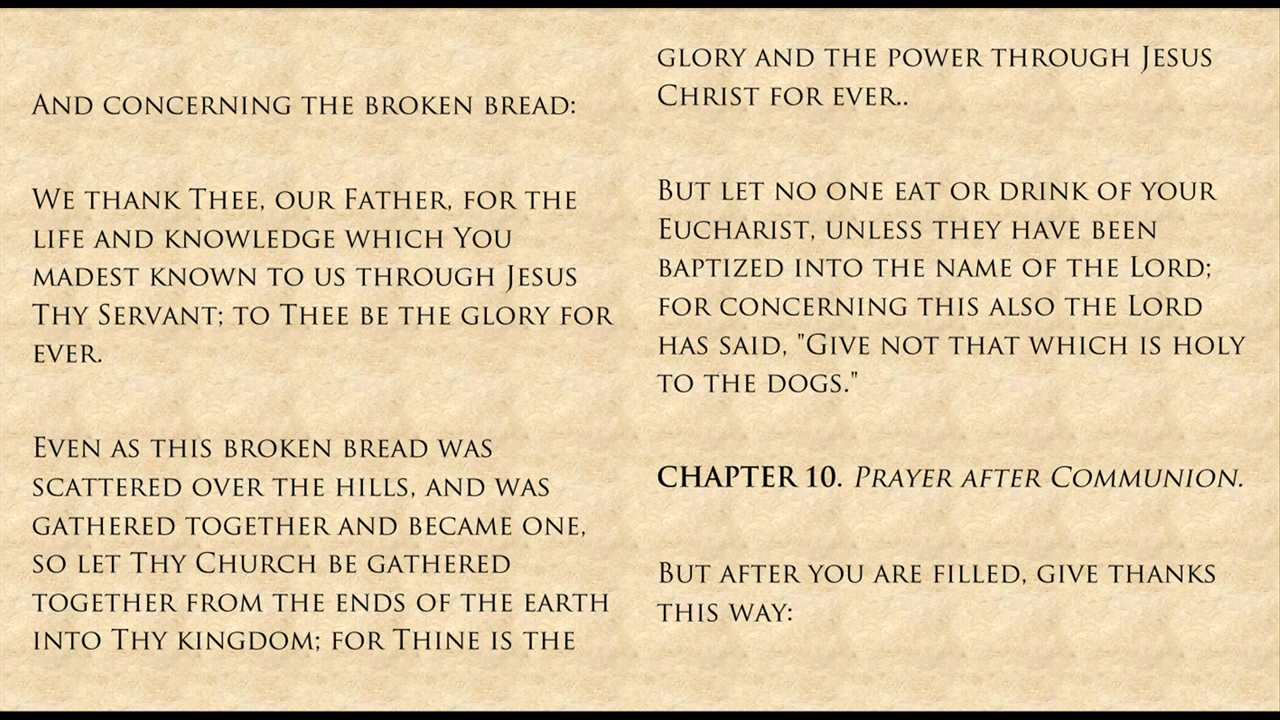 And concerning the broken bread:
We thank Thee, our Father, for the
life and knowledge which You
madest known to us through Jesus
Thy Servant; to Thee be the glory for
ever.
Even as this broken bread was
scattered over the hills, and was
gathered together and became one,
so let Thy Church be gathered
together from the ends of the earth
into Thy kingdom; for Thine is the
glory and the power through Jesus
Christ for ever..
But let no one eat or drink of your
Eucharist, unless they have been
baptized into the name of the Lord;
for concerning this also the Lord
has said, "Give not that which is holy
to the dogs."
CHAPTER 10. Prayer after Communion.
But after you are filled, give thanks
this way: